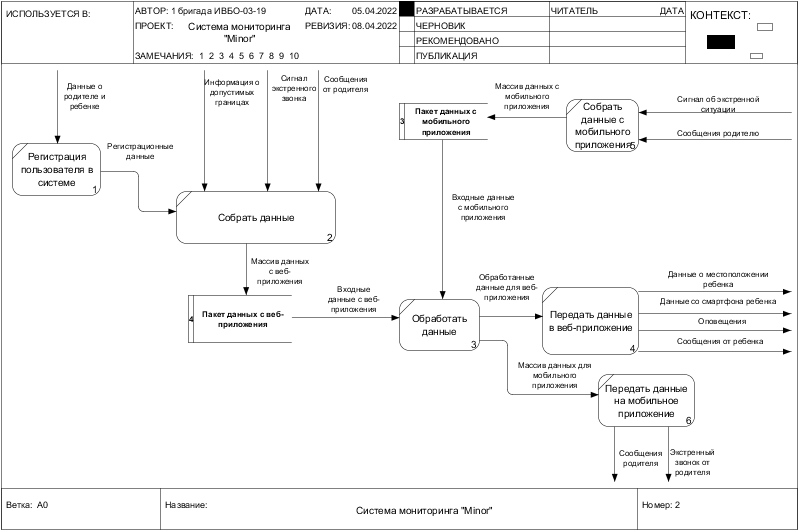 ИСПОЛЬЗУЕТСЯ В:
АВТОР: 1 бригада ИВБО-03-19
ДАТА: 05.04.2022
ПРОЕКТ: Система мониторинга
"Minor"
РЕВИЗИЯ: 08.04.2022
ЗАМЕЧАНИЯ: 1 2 3 4 5 6 7 8 9 10
РАЗРАБАТЫВАЕТСЯ
ЧЕРНОВИК
РЕКОМЕНДОВАНО
ПУБЛИКАЦИЯ
ЧИТАТЕЛЬ
ДАТА
КОНТЕКСТ:
Данные о
родителе и
ребенке
Информация о
допустимых
границах
Сигнал
экстренного
звонка
Сообщения
от родителя
Регистрация
пользователя в
системе
1
Регистрационные
данные
Собрать данные
2
3
Пакет данных с
мобильного
приложения
Массив данных с
мобильного
приложения
Собрать
данные с
мобильного
приложения
5
Сигнал об экстренной
ситуации
Сообщения родителю
Входные данные
с мобильного
приложения
Массив данных
с веб-
приложения
4
Пакет данных с веб-
приложения
Входные
данные с веб-
приложения
Обработать
данные
3
Обработанные
данные для веб-
приложения
Передать данные
в веб-приложение
4
Данные о местоположении
ребенка
Данные со смартфона ребенка
Оповещения
Сообщения от ребенка
Массив данных для
мобильного
приложения
Передать данные
на мобильное
приложение
6
Сообщения
родителя
Экстренный
звонок от
родителя
Ветка: A0
Название:
Система мониторинга "Minor"
Номер: 2